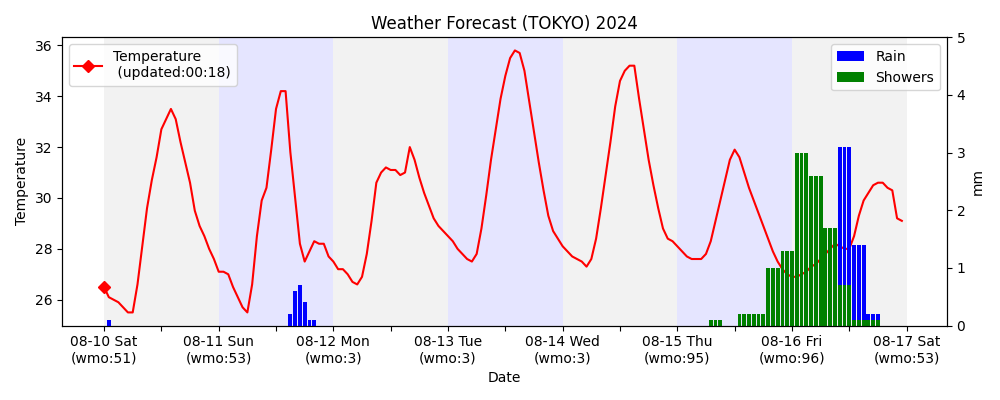 Weather Forecast (TOKYO) 2024
Temperature
(updated:00:18)
Rain
Showers
Temperature
36
34
32
30
28
26
5
4
3
2
1
0
mm
08-10 Sat
(wmo:51)
08-11 Sun
(wmo:53)
08-12 Mon
(wmo:3)
08-13 Tue
(wmo:3)
08-14 Wed
(wmo:3)
08-15 Thu
(wmo:95)
08-16 Fri
(wmo:96)
08-17 Sat
(wmo:53)
Date